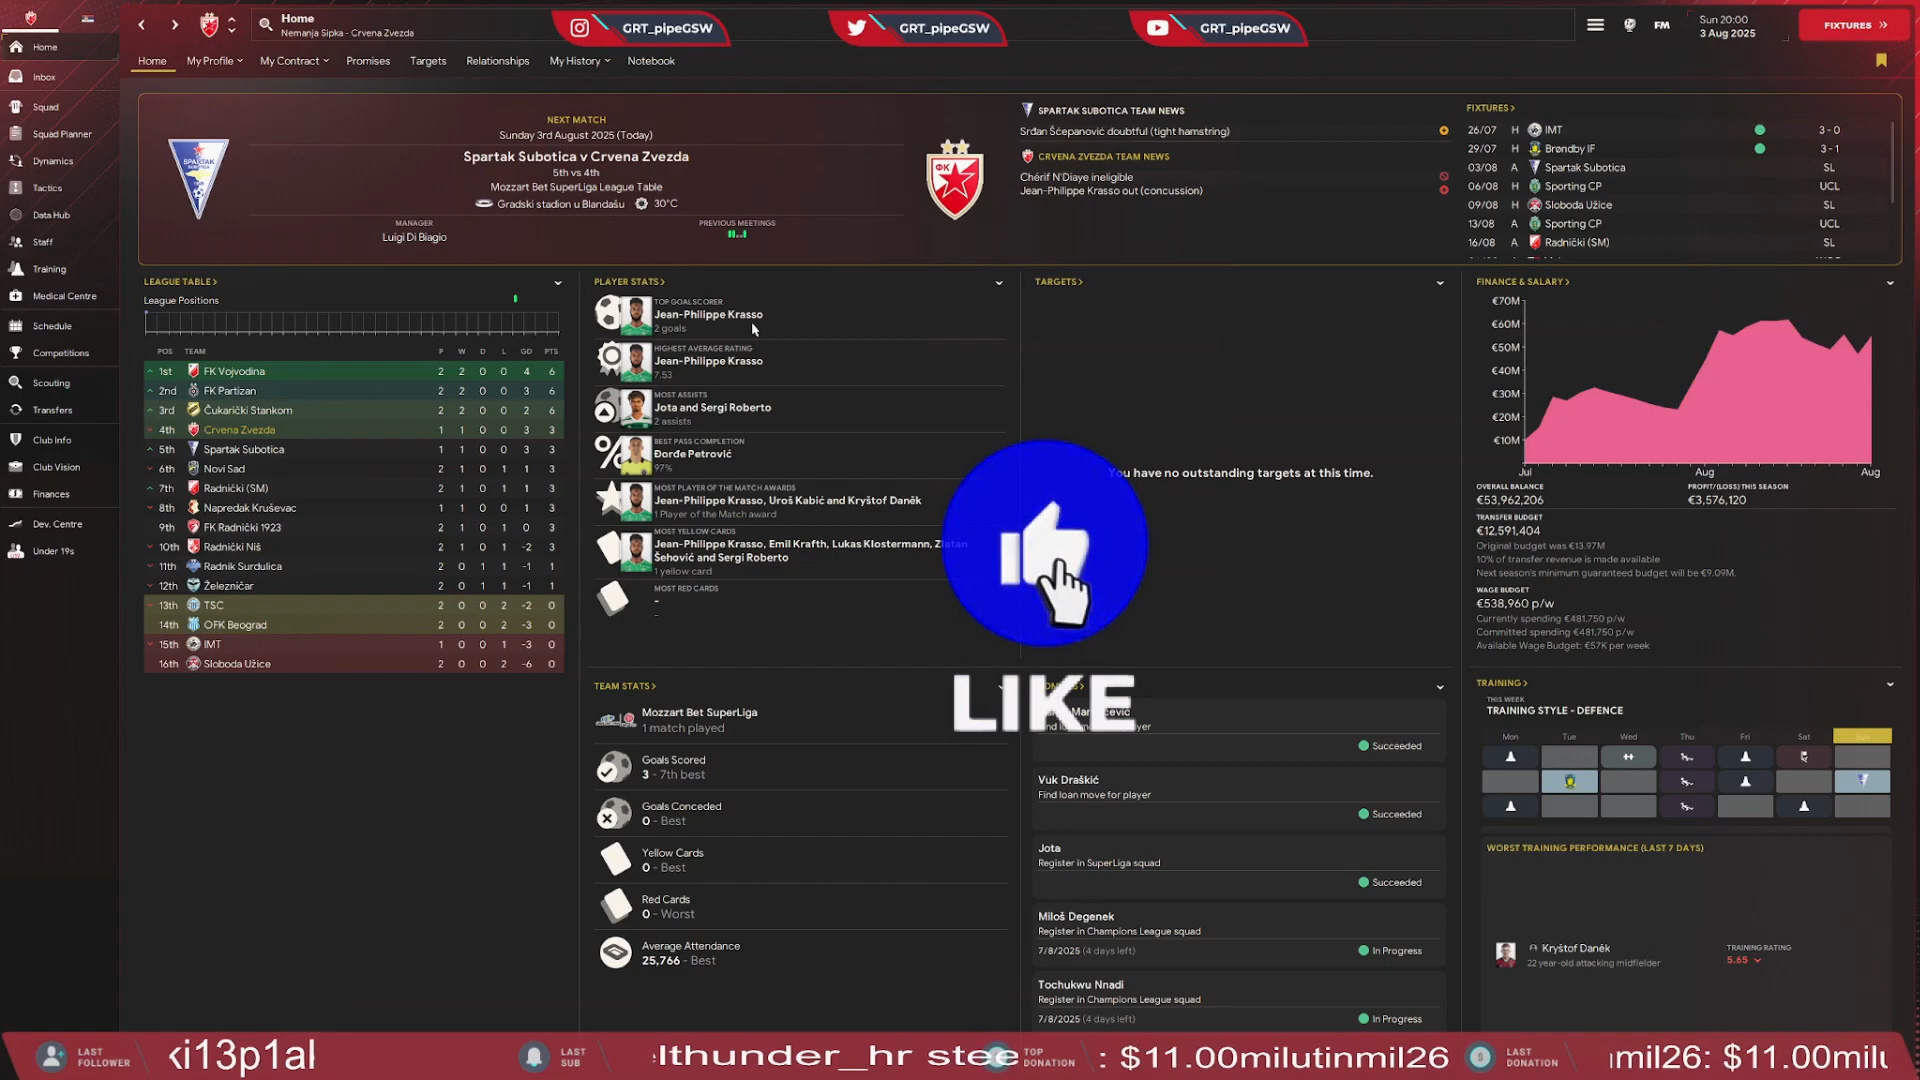 Home
Nemanja Sipka - Crvena Zvezda
GRT_pipeGSW
GRT_pipeGSW
GRT_pipeGSW
FM
Sun 20:00
3 Aug 2025
FIXTURES
Home
My Profile
My Contract
Promises
Targets
Relationships
My History
Notebook
Home
Inbox
Squad
Squad Planner
Dynamics
Tactics
Data Hub
Staff
Training
Medical Centre
Schedule
Competitions
Scouting
Transfers
Club Info
Club Vision
Finances
Dev. Centre
Under 19s
NEXT MATCH
Sunday 3rd August 2025 (Today)
Spartak Subotica v Crvena Zvezda
5th vs 4th
Mozzart Bet SuperLiga League Table
Gradski stadion u Blandašu 30°C
MANAGER
Luigi Di Biagio
PREVIOUS MEETINGS
SPARTAK SUBOTICA TEAM NEWS
Srđan Šćepanović doubtful (tight hamstring)
CRVENA ZVEZDA TEAM NEWS
Chérif N'Diaye ineligible
Jean-Philippe Krasso out (concussion)
FIXTURES
26/07 H IMT 3 - 0
29/07 H Brøndby IF 3 - 1
03/08 A Spartak Subotica SL
06/08 H Sporting CP UCL
09/08 H Sloboda Užice SL
13/08 A Sporting CP UCL
16/08 A Radnički (SM) SL
LEAGUE TABLE
League Positions
POS TEAM P W D L GD PTS
1st FK Vojvodina 2 2 0 0 4 6
2nd FK Partizan 2 2 0 0 3 6
3rd Čukarički Stankom 2 2 0 0 2 6
4th Crvena Zvezda 1 1 0 0 3 3
5th Spartak Subotica 1 1 0 0 3 3
6th Novi Sad 2 1 0 1 1 3
7th Radnički (SM) 2 1 0 1 1 3
8th Napredak Kruševac 1 1 0 0 1 3
9th FK Radnički 1923 2 1 0 1 0 3
10th Radnički Niš 2 1 0 1 -2 3
11th Radnik Surdulica 2 0 1 1 -1 1
12th Železničar 2 0 1 1 -1 1
13th TSC 2 0 0 2 -2 0
14th OFK Beograd 2 0 0 2 -3 0
15th IMT 1 0 0 1 -3 0
16th Sloboda Užice 2 0 0 2 -6 0
PLAYER STATS
TOP GOALSCORER
Jean-Philippe Krasso
2 goals
HIGHEST AVERAGE RATING
Jean-Philippe Krasso
7.53
MOST ASSISTS
Jota and Sergi Roberto
2 assists
BEST PASS COMPLETION
Đorđe Petrović
97%
MOST PLAYER OF THE MATCH AWARDS
Jean-Philippe Krasso, Uroš Kabić and Kryštof Daněk
1 Player of the Match award
MOST YELLOW CARDS
Jean-Philippe Krasso, Emil Krafth, Lukas Klostermann, Zlatan
Šehović and Sergi Roberto
1 yellow card
MOST RED CARDS
-
TARGETS
You have no outstanding targets at this time.
LIKE
FINANCE & SALARY
€70M
€60M
€50M
€40M
€30M
€20M
€10M
Jul Aug Aug
OVERALL BALANCE
€53,962,206
PROFIT/(LOSS) THIS SEASON
€3,576,120
TRANSFER BUDGET
€12,591,404
Original budget was €13.97M
10% of transfer revenue is made available
Next season's minimum guaranteed budget will be €9.09M.
WAGE BUDGET
€538,960 p/w
Currently spending €481,750 p/w
Committed spending €481,750 p/w
Available Wage Budget: €57K per week
TEAM STATS
Mozzart Bet SuperLiga
1 match played
Goals Scored
3 - 7th best
Goals Conceded
0 - Best
Yellow Cards
0 - Best
Red Cards
0 - Worst
Average Attendance
25,766 - Best
Succeeded
Vuk Draškić
Find loan move for player
Succeeded
Jota
Register in SuperLiga squad
Succeeded
Miloš Degenek
Register in Champions League squad
7/8/2025 (4 days left)
In Progress
Tochukwu Nnadi
Register in Champions League squad
7/8/2025 (4 days left)
In Progress
TRAINING
THIS WEEK
TRAINING STYLE - DEFENCE
Mon Tue Wed Thu Fri Sat
WORST TRAINING PERFORMANCE (LAST 7 DAYS)
Kryštof Daněk
22 year-old attacking midfielder
TRAINING RATING
5.65
LAST FOLLOWER
LAST SUB
TOP DONATION
: $11.00milutinmil26
LAST DONATION
mil26: $11.00milu